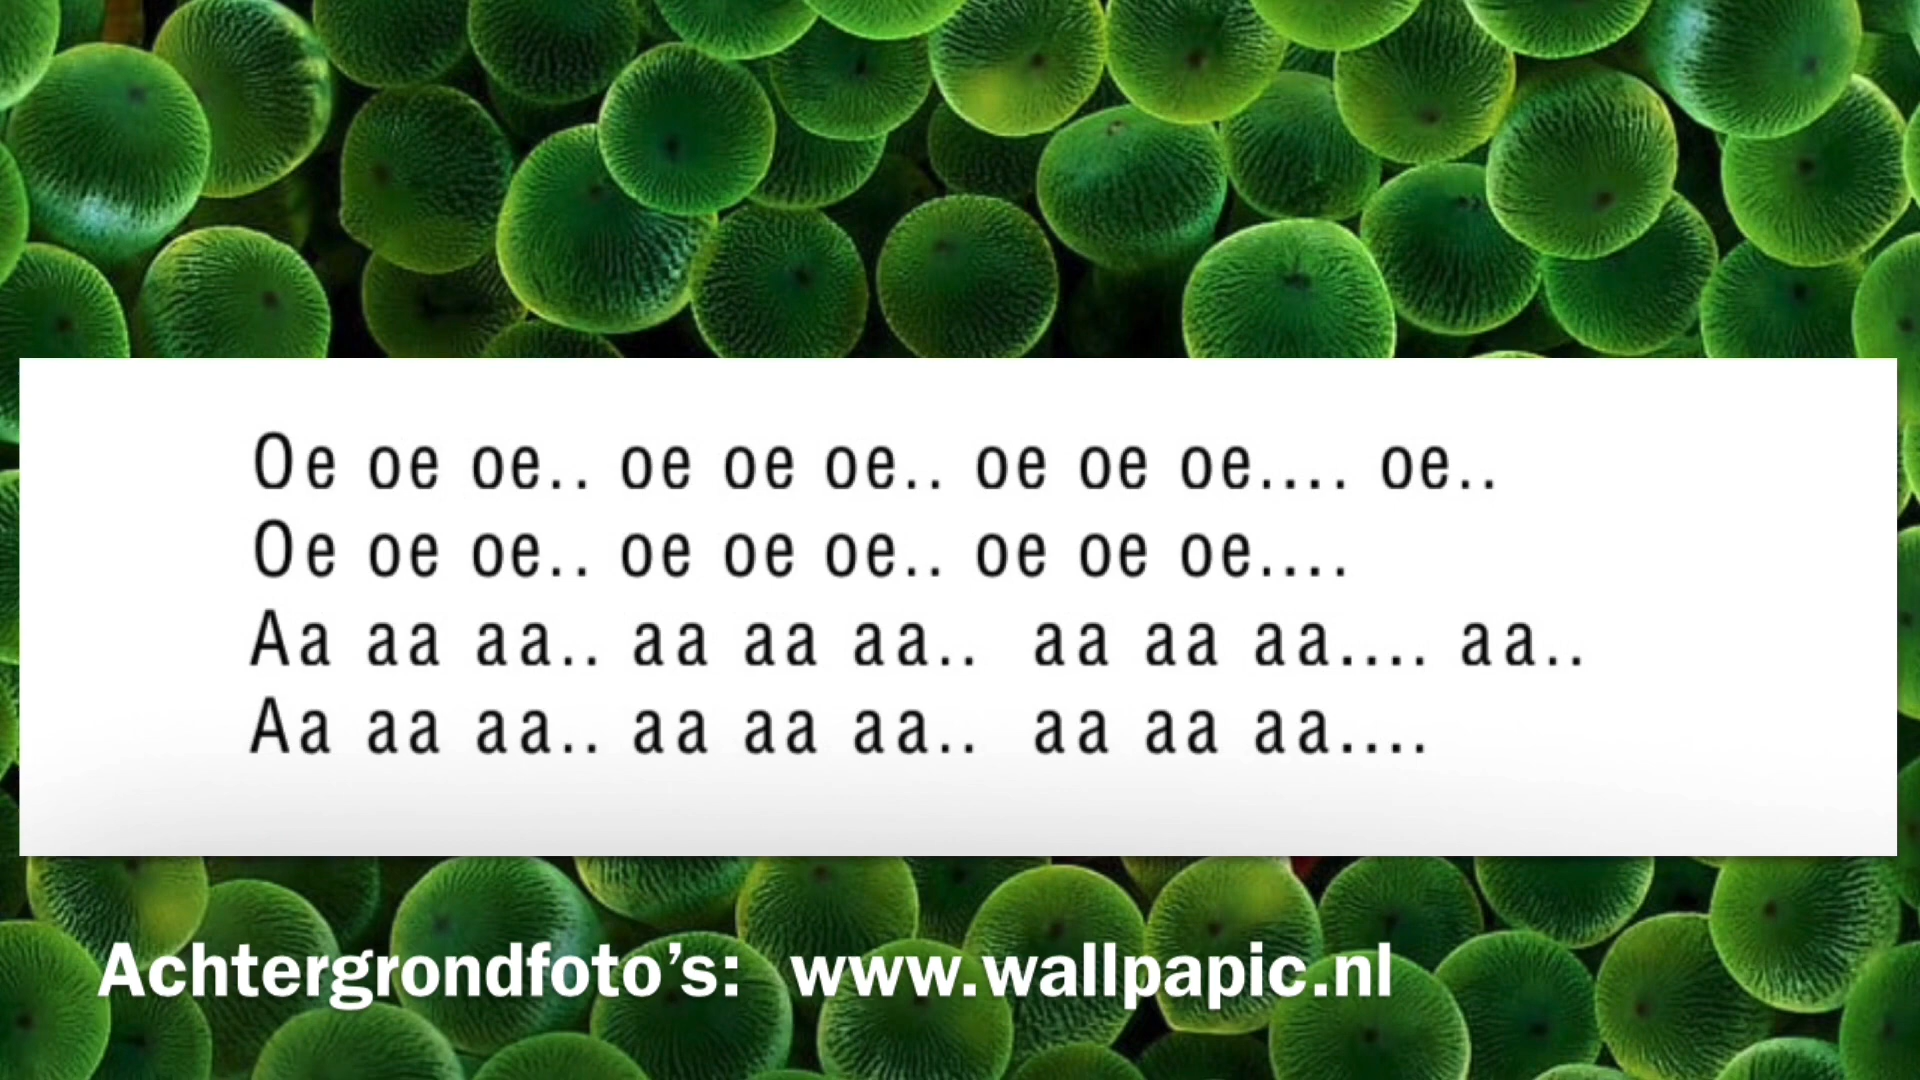 Oe oe oe.. oe oe oe.. oe oe oe.... oe..
Oe oe oe.. oe oe oe.. oe oe oe....
Aa aa aa.. aa aa aa..  aa aa aa.... aa..
Aa aa aa.. aa aa aa..  aa aa aa....
Achtergrondfoto’s:  www.wallpapic.nl